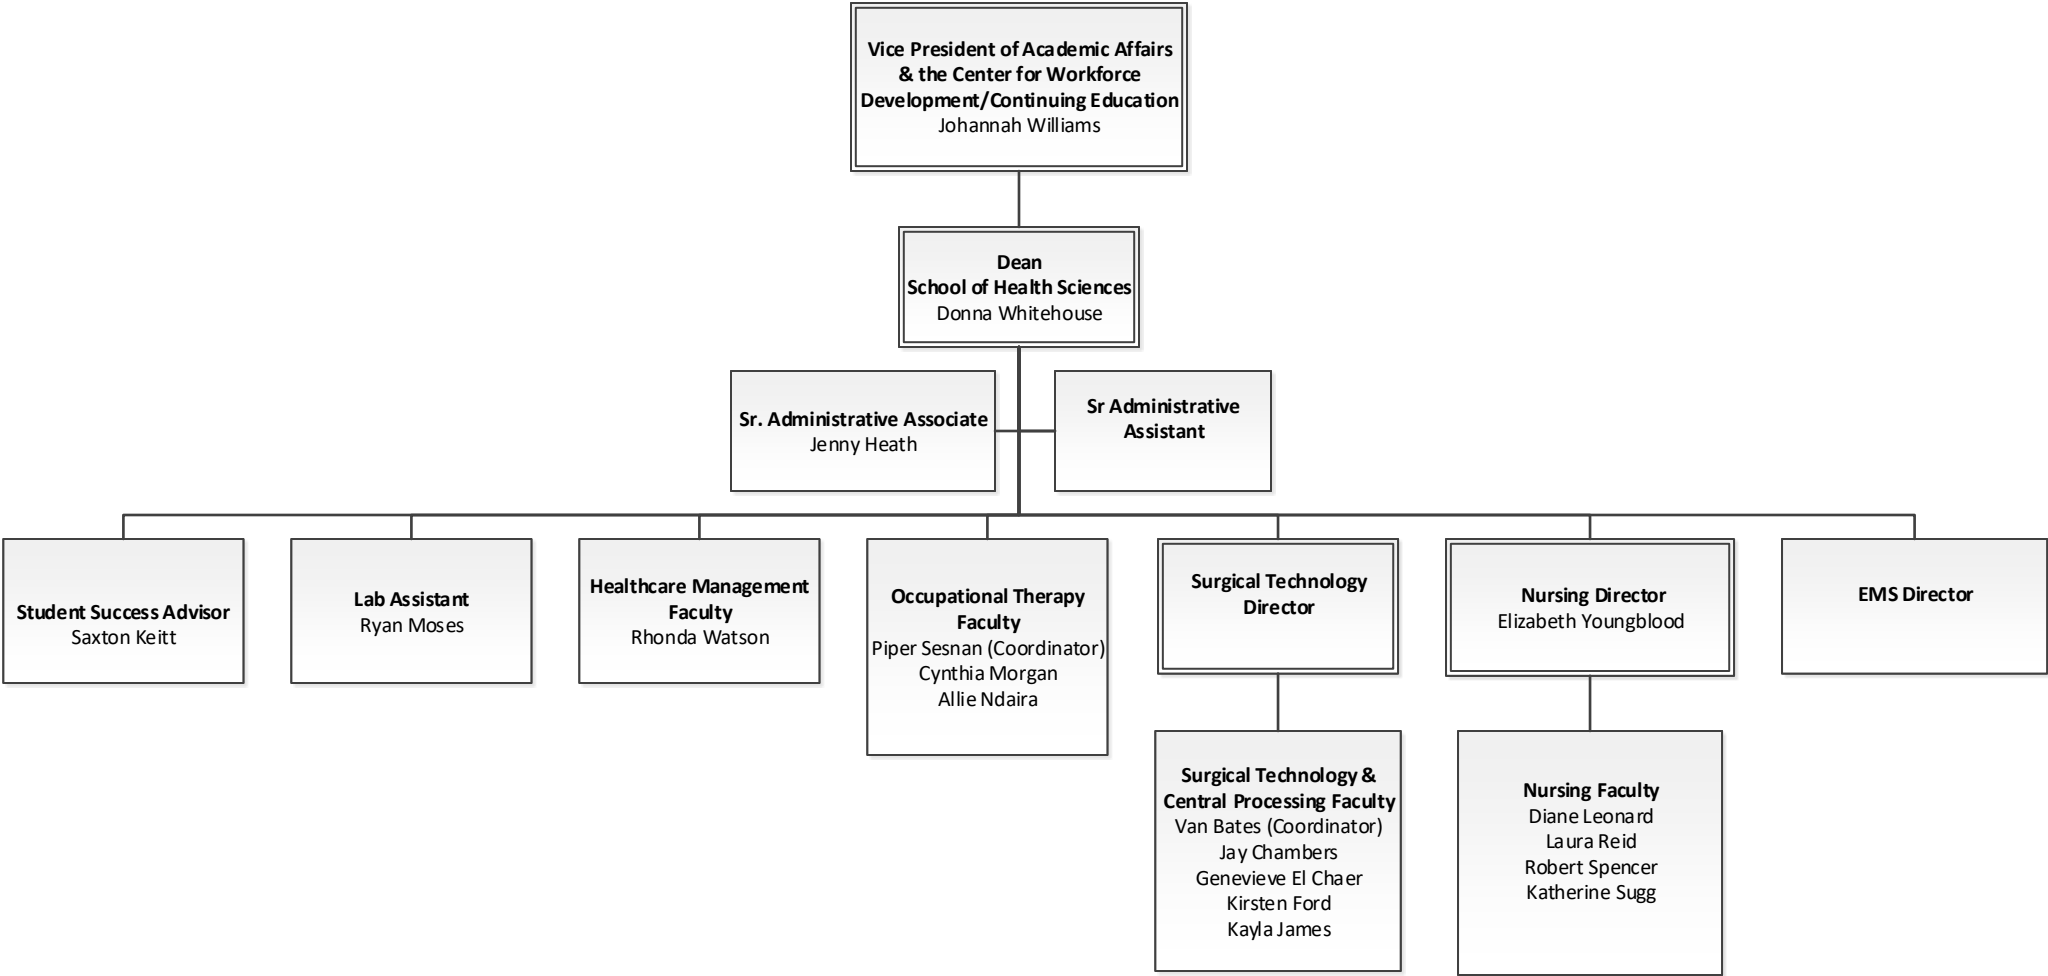 Vice President of Academic Affairs
& the Center for Workforce
Development/Continuing Education
Johannah Williams
Dean
School of Health Sciences
Donna Whitehouse
Sr. Administrative Associate
Jenny Heath
Sr Administrative
Assistant
Student Success Advisor
Saxton Keitt
Lab Assistant
Ryan Moses
Healthcare Management
Faculty
Rhonda Watson
Occupational Therapy
Faculty
Piper Sesnan (Coordinator)
Cynthia Morgan
Allie Ndaira
Surgical Technology
Director
Nursing Director
Elizabeth Youngblood
EMS Director
Surgical Technology &
Central Processing Faculty
Van Bates (Coordinator)
Jay Chambers
Genevieve El Chaer
Kirsten Ford
Kayla James
Nursing Faculty
Diane Leonard
Laura Reid
Robert Spencer
Katherine Sugg